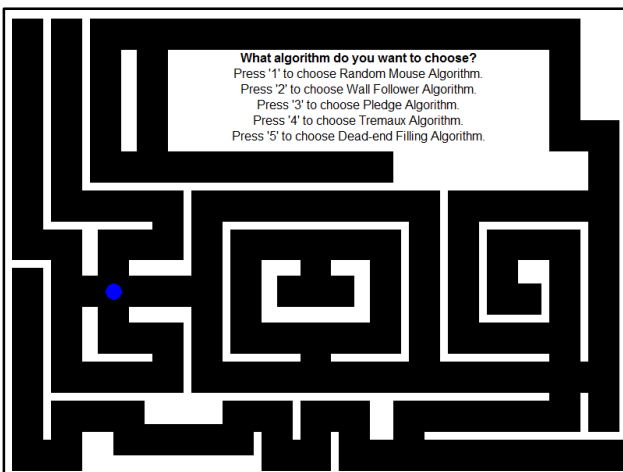 What algorithm do you want to choose?
Press '1' to choose Random Mouse Algorithm.
Press '2' to choose Wall Follower Algorithm.
Press '3' to choose Pledge Algorithm.
Press '4' to choose Tremaux Algorithm.
Press '5' to choose Dead-end Filling Algorithm.